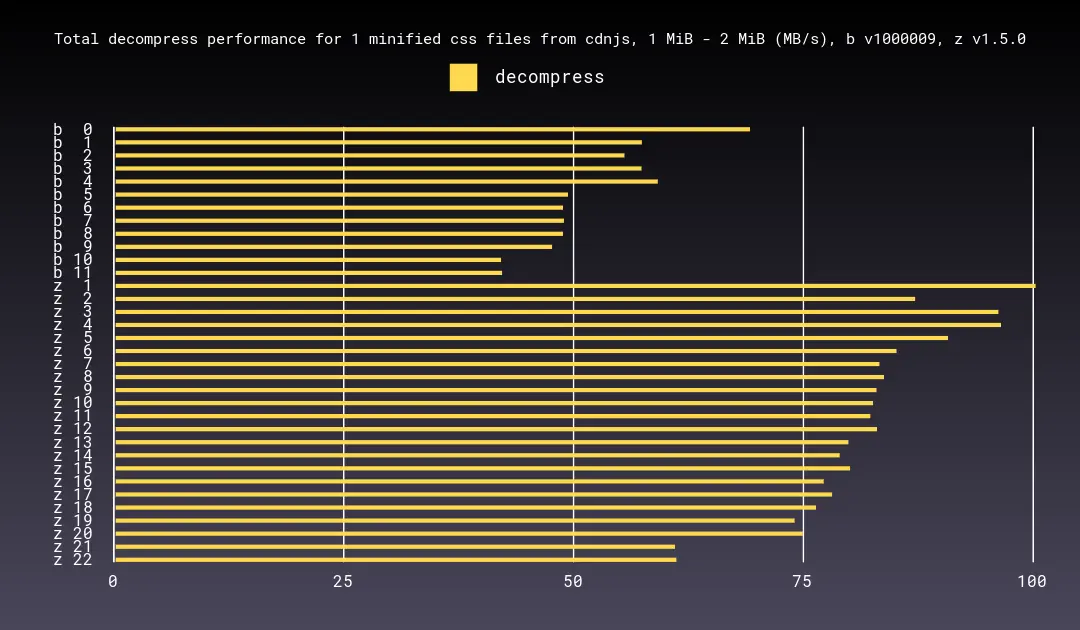 Total decompress performance for 1 minified css files from cdnjs, 1 MiB - 2 MiB (MB/s), b v1000009, z v1.5.0
decompress
b  0
b  1
b  2
b  3
b  4
b  5
b  6
b  7
b  8
b  9
b 10
b 11
z  1
z  2
z  3
z  4
z  5
z  6
z  7
z  8
z  9
z 10
z 11
z 12
z 13
z 14
z 15
z 16
z 17
z 18
z 19
z 20
z 21
z 22
0 25 50 75 100